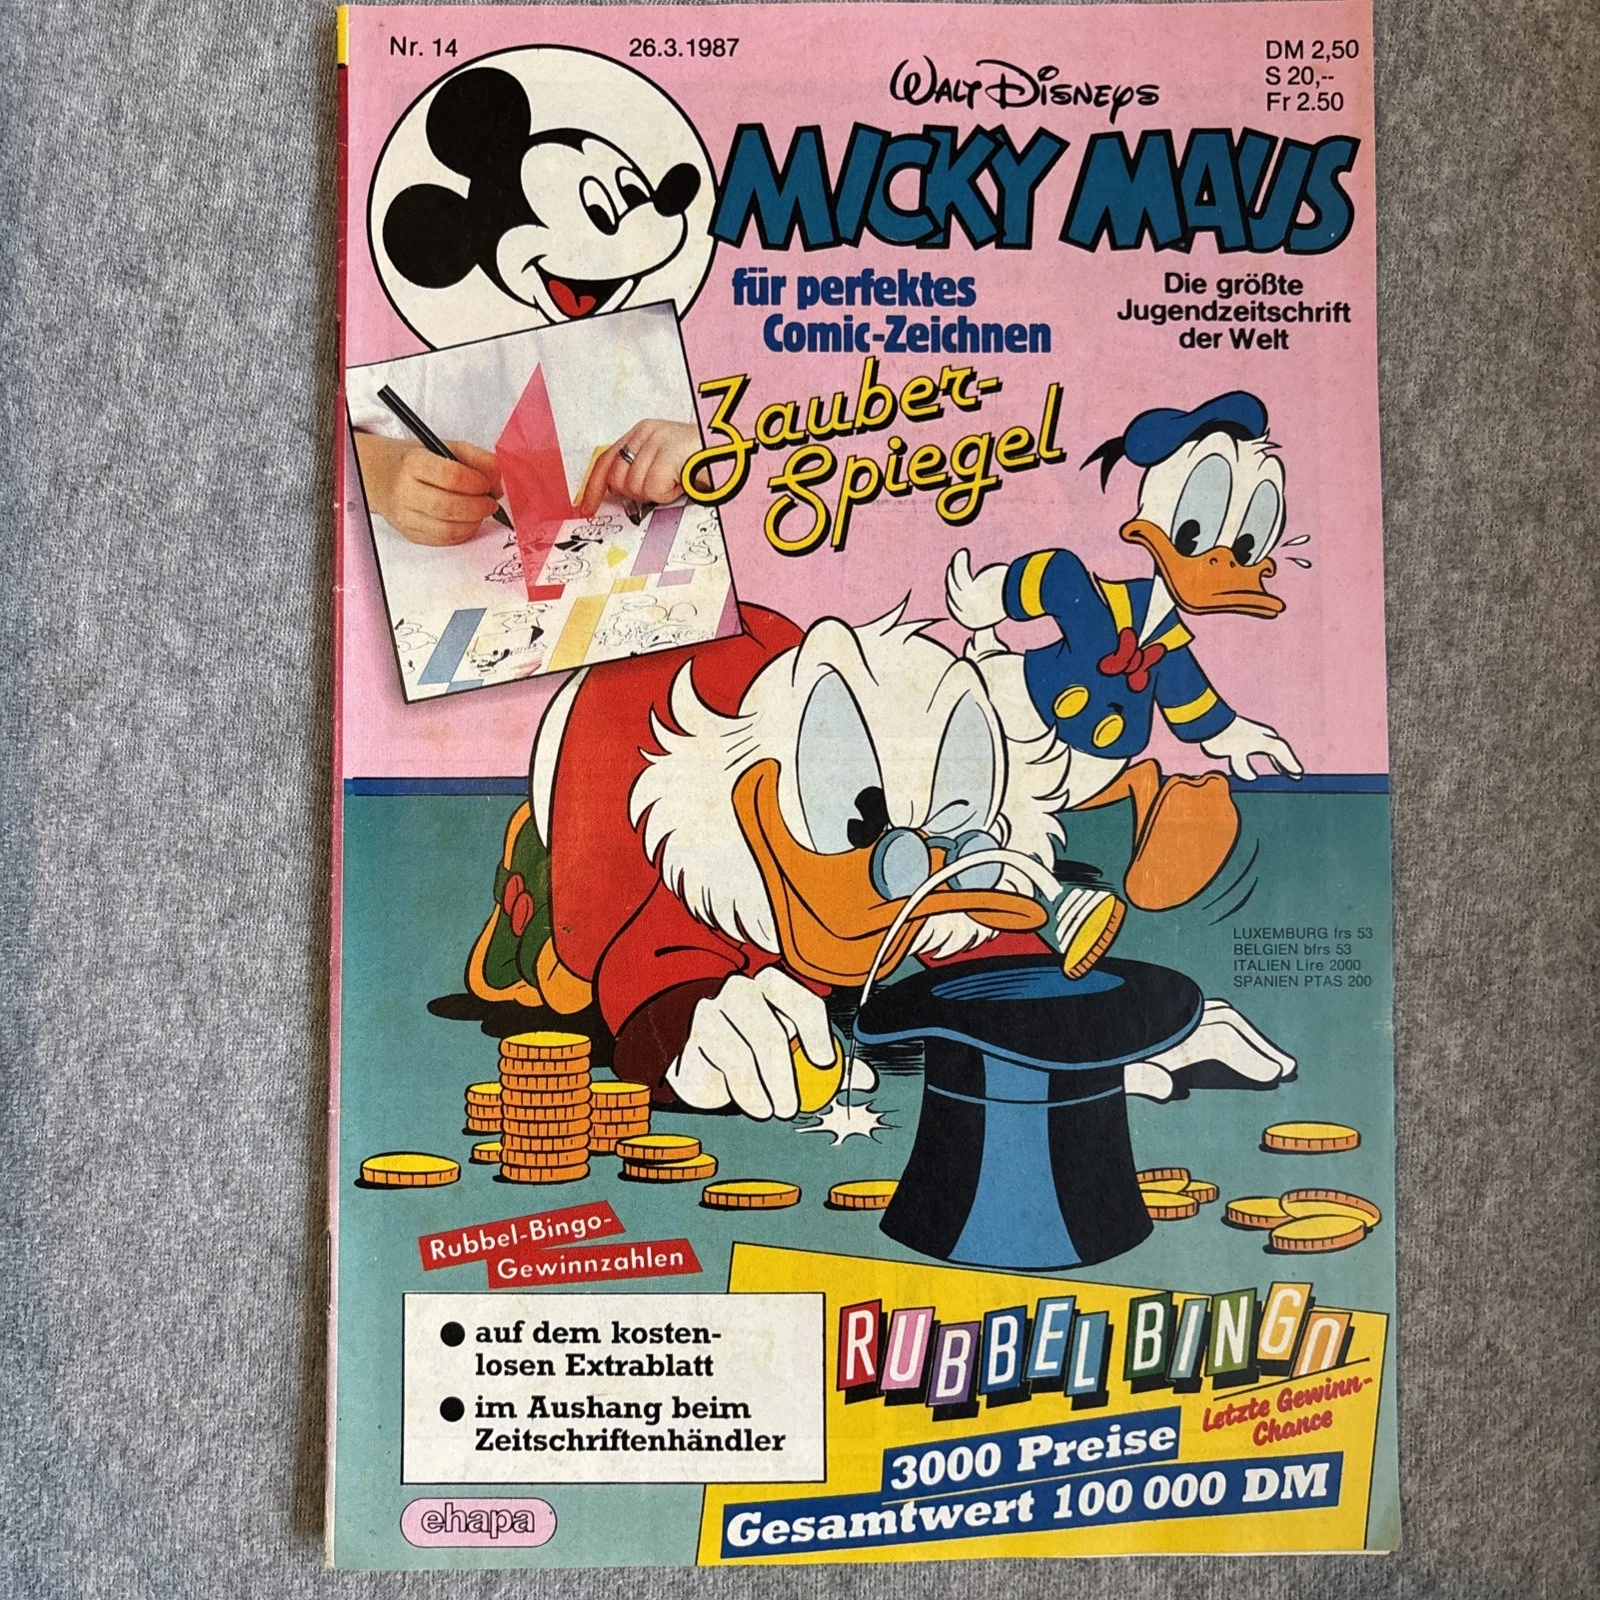 Nr. 14
26.3.1987
DM 2,50
S 20,--
Fr 2.50
WALT DISNEYS
MICKY MAUS
für perfektes
Comic-Zeichnen
Die größte
Jugendzeitschrift
der Welt
Zauber-
Spiegel
LUXEMBURG frs 53
BELGIEN bfrs 53
ITALIEN Lire 2000
SPANIEN PTAS 200
Rubbel-Bingo-
Gewinnzahlen
● auf dem kosten-
losen Extrablatt
● im Aushang beim
Zeitschriftenhändler
RUBBEL BINGO
Letzte Gewinn-
Chance
3000 Preise
Gesamtwert 100 000 DM
ehapa